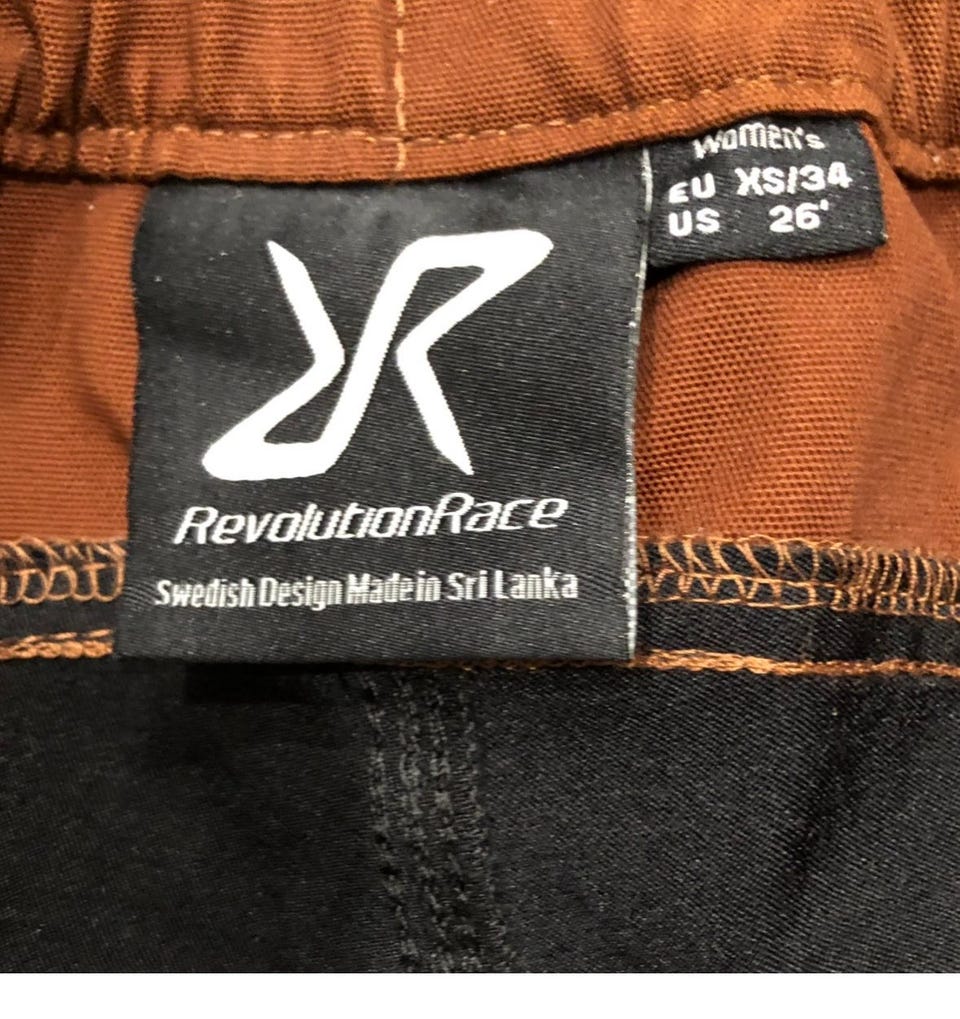 Women's
EU XS/34
US 26'
RevolutionRace
Swedish Design Made in Sri Lanka